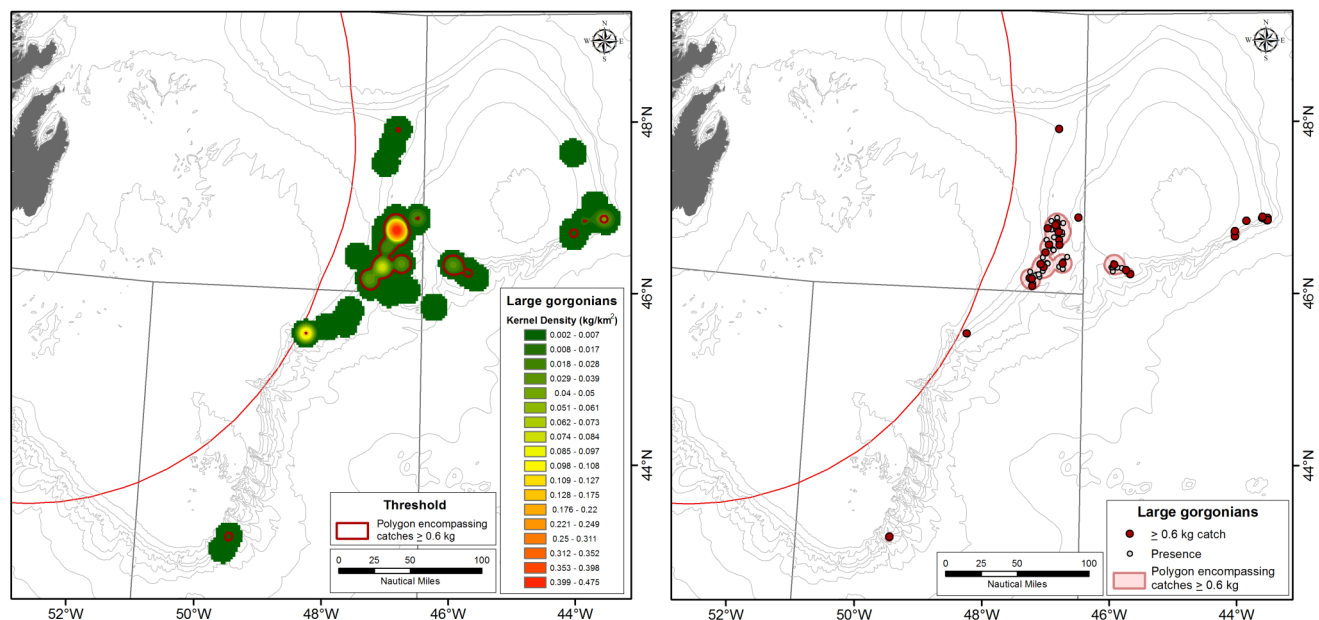 N
W E
S
48°N
46°N
44°N
Large gorgonians
Kernel Density (kg/km2)
0.002 - 0.007
0.008 - 0.017
0.018 - 0.028
0.029 - 0.039
0.04 - 0.05
0.051 - 0.061
0.062 - 0.073
0.074 - 0.084
0.085 - 0.097
0.098 - 0.108
0.109 - 0.127
0.128 - 0.175
0.176 - 0.22
0.221 - 0.249
0.25 - 0.311
0.312 - 0.352
0.353 - 0.398
0.399 - 0.475
Threshold
Polygon encompassing
catches ≥ 0.6 kg
0 25 50 100
Nautical Miles
52°W 50°W 48°W 46°W 44°W
N
W E
S
48°N
46°N
44°N
Large gorgonians
≥ 0.6 kg catch
Presence
Polygon encompassing
catches ≥ 0.6 kg
0 25 50 100
Nautical Miles
52°W 50°W 48°W 46°W 44°W